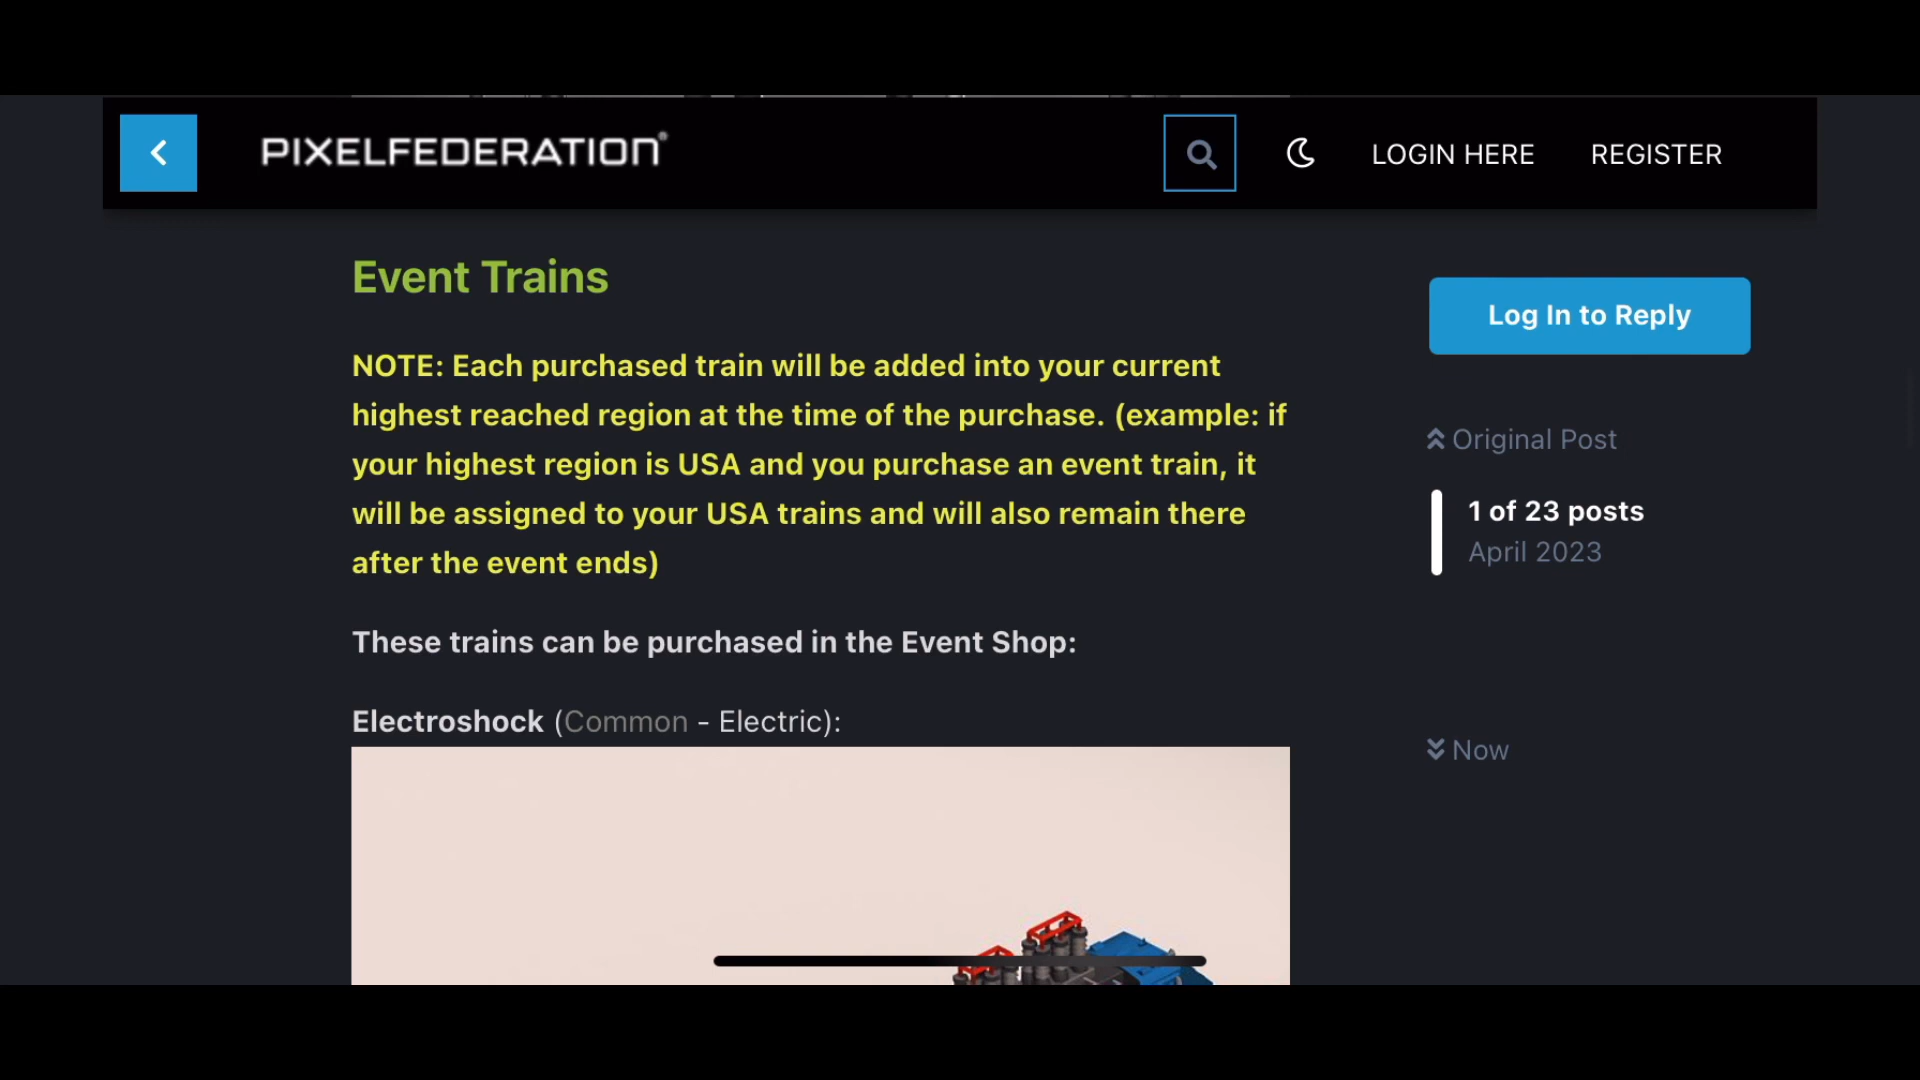 PIXELFEDERATION®
LOGIN HERE
REGISTER
Event Trains
NOTE: Each purchased train will be added into your current
highest reached region at the time of the purchase. (example: if
your highest region is USA and you purchase an event train, it
will be assigned to your USA trains and will also remain there
after the event ends)
These trains can be purchased in the Event Shop:
Electroshock (Common - Electric):
Log In to Reply
Original Post
1 of 23 posts
April 2023
Now